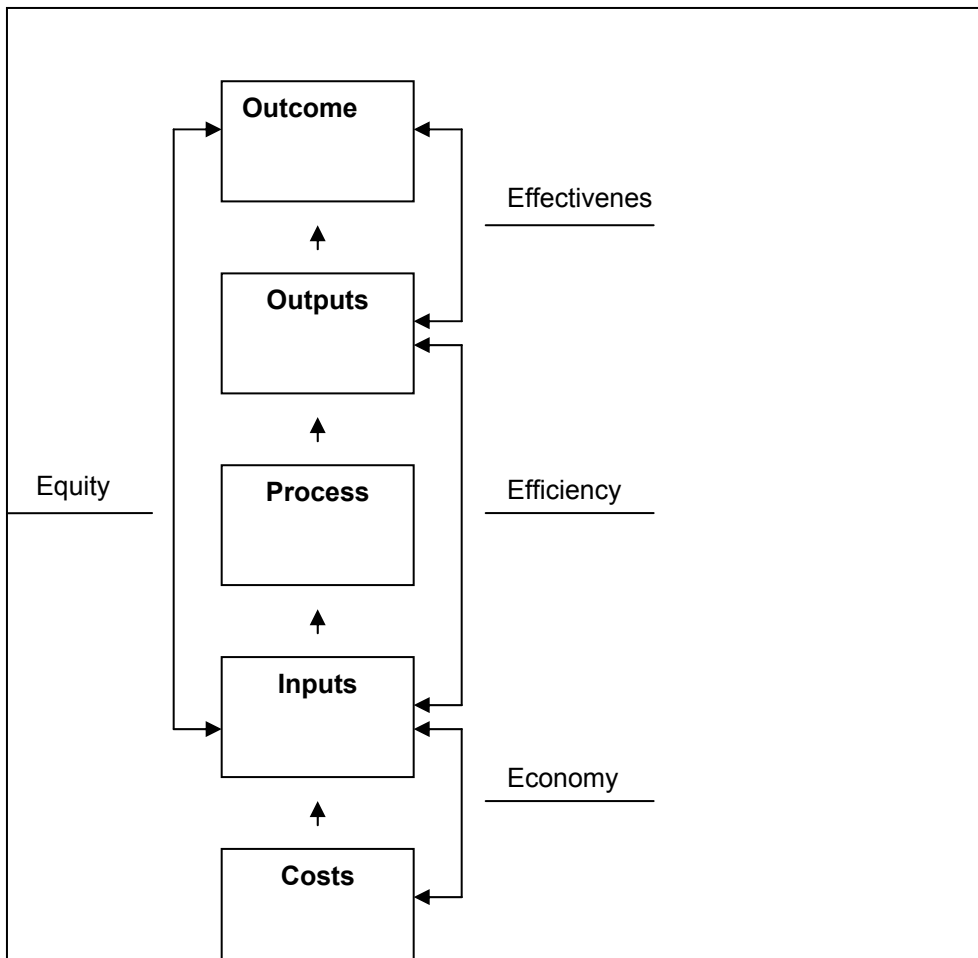 Outcome
Effectivenes
Outputs
Equity
Process
Efficiency
Inputs
Economy
Costs